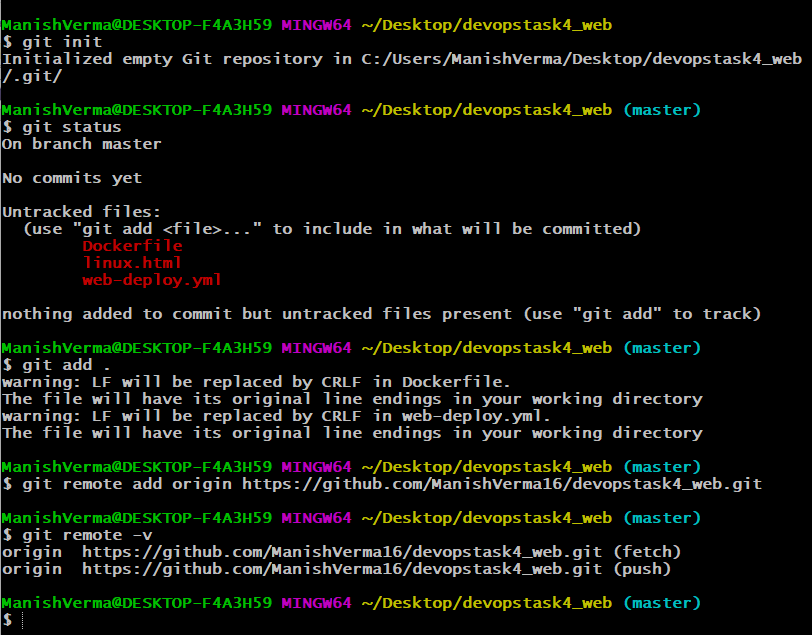 ManishVerma@DESKTOP-F4A3H59 MINGW64 ~/Desktop/devopstask4_web
$ git init
Initialized empty Git repository in C:/Users/ManishVerma/Desktop/devopstask4_web
/.git/
ManishVerma@DESKTOP-F4A3H59 MINGW64 ~/Desktop/devopstask4_web (master)
$ git status
On branch master
No commits yet
Untracked files:
(use "git add <file>..." to include in what will be committed)
Dockerfile
linux.html
web-deploy.yml
nothing added to commit but untracked files present (use "git add" to track)
ManishVerma@DESKTOP-F4A3H59 MINGW64 ~/Desktop/devopstask4_web (master)
$ git add .
warning: LF will be replaced by CRLF in Dockerfile.
The file will have its original line endings in your working directory
warning: LF will be replaced by CRLF in web-deploy.yml.
The file will have its original line endings in your working directory
ManishVerma@DESKTOP-F4A3H59 MINGW64 ~/Desktop/devopstask4_web (master)
$ git remote add origin https://github.com/ManishVerma16/devopstask4_web.git
ManishVerma@DESKTOP-F4A3H59 MINGW64 ~/Desktop/devopstask4_web (master)
$ git remote -v
origin  https://github.com/ManishVerma16/devopstask4_web.git (fetch)
origin  https://github.com/ManishVerma16/devopstask4_web.git (push)
ManishVerma@DESKTOP-F4A3H59 MINGW64 ~/Desktop/devopstask4_web (master)
$